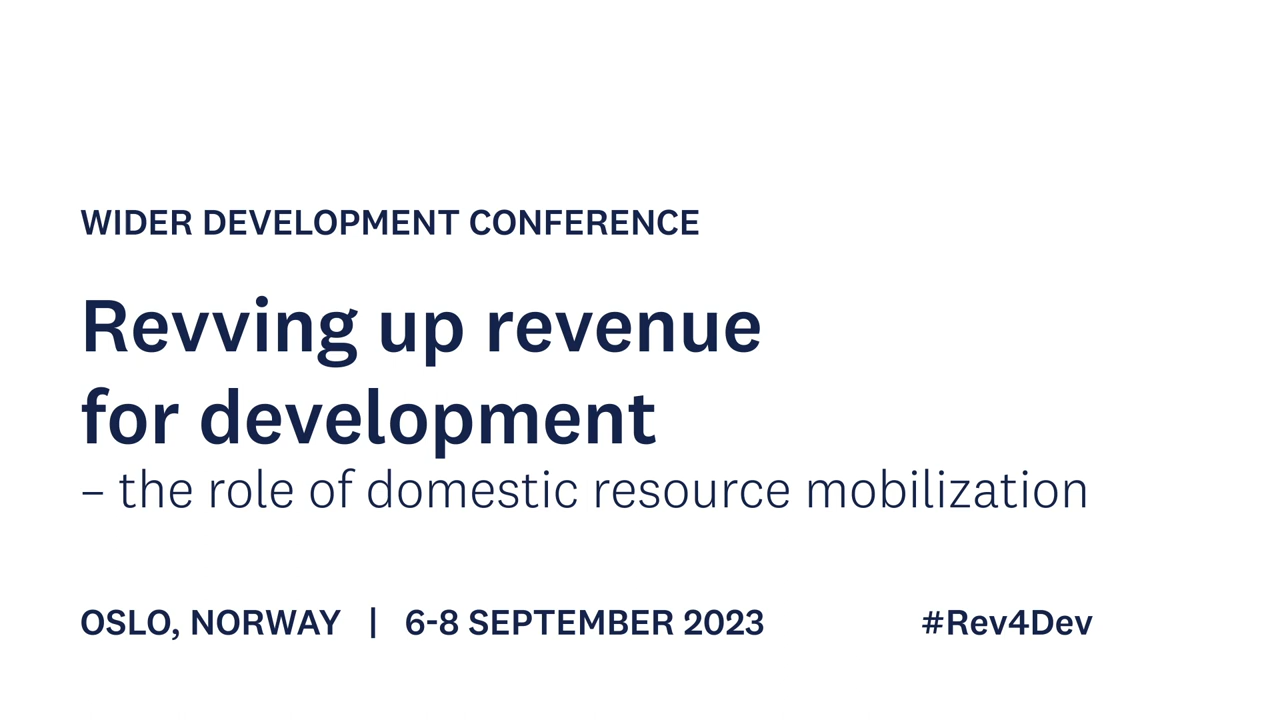 WIDER DEVELOPMENT CONFERENCE
Revving up revenue
for development
– the role of domestic resource mobilization
OSLO, NORWAY | 6-8 SEPTEMBER 2023 #Rev4Dev